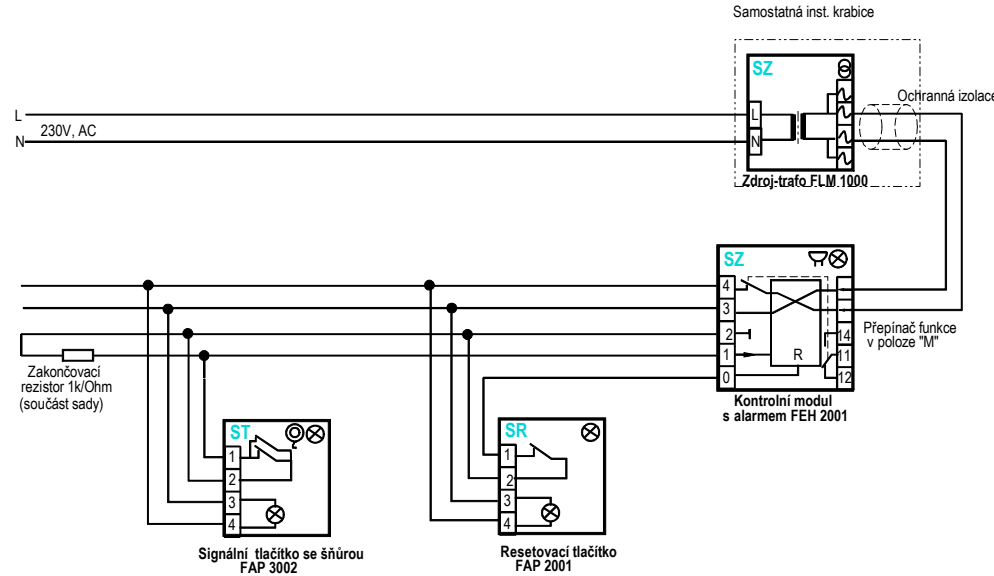 Samostatná inst. krabice
SZ
Ochranná izolace
L
L
230V, AC
N
N
Zdroj-trafo FLM 1000
SZ
4
3
2
14
Přepínač funkce
v poloze "M"
1
R
11
0
12
Zakončovací
rezistor 1k/Ohm
(součást sady)
Kontrolní modul
s alarmem FEH 2001
ST
1
2
3
4
SR
1
2
3
4
Signální tlačítko se šňůrou
FAP 3002
Resetovací tlačítko
FAP 2001